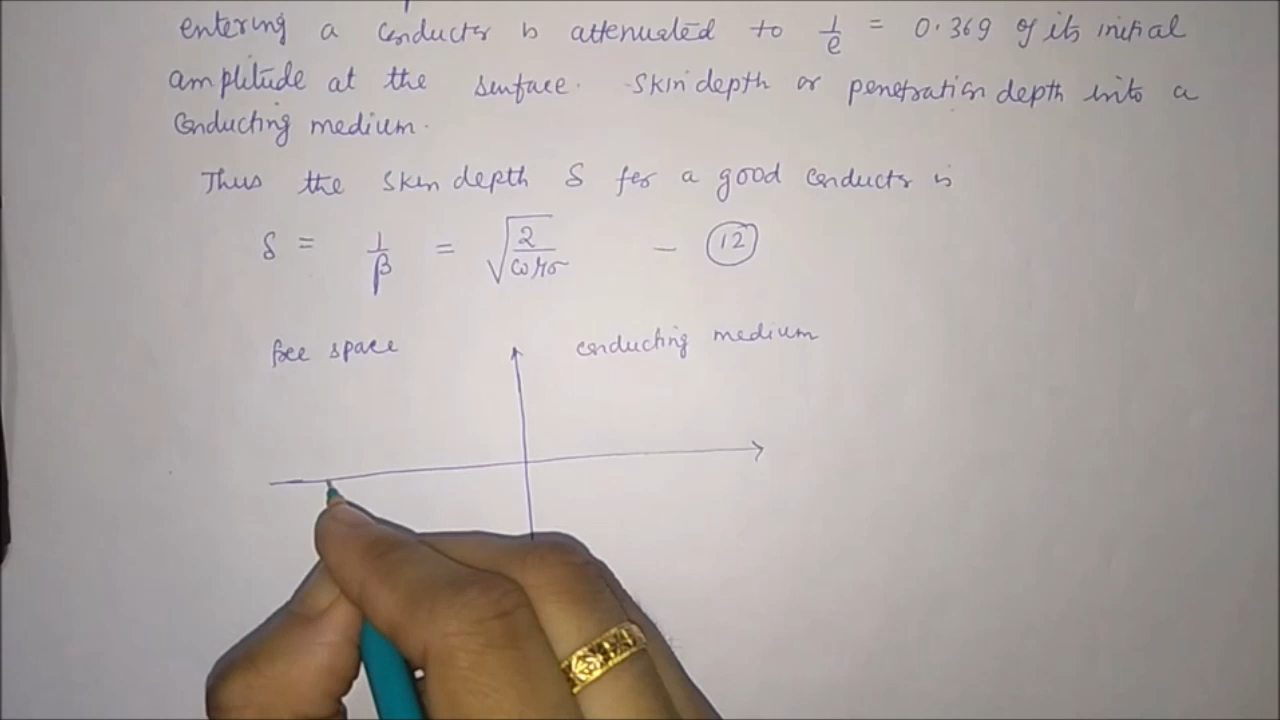 entering a conductor is attenuated to 1/e = 0.369 of its initial
amplitude at the surface. Skin depth or penetration depth into a
Conducting medium.
Thus the skin depth δ for a good conductor is
δ = 1/β = √(2/ωμσ) - (12)
free space conducting medium